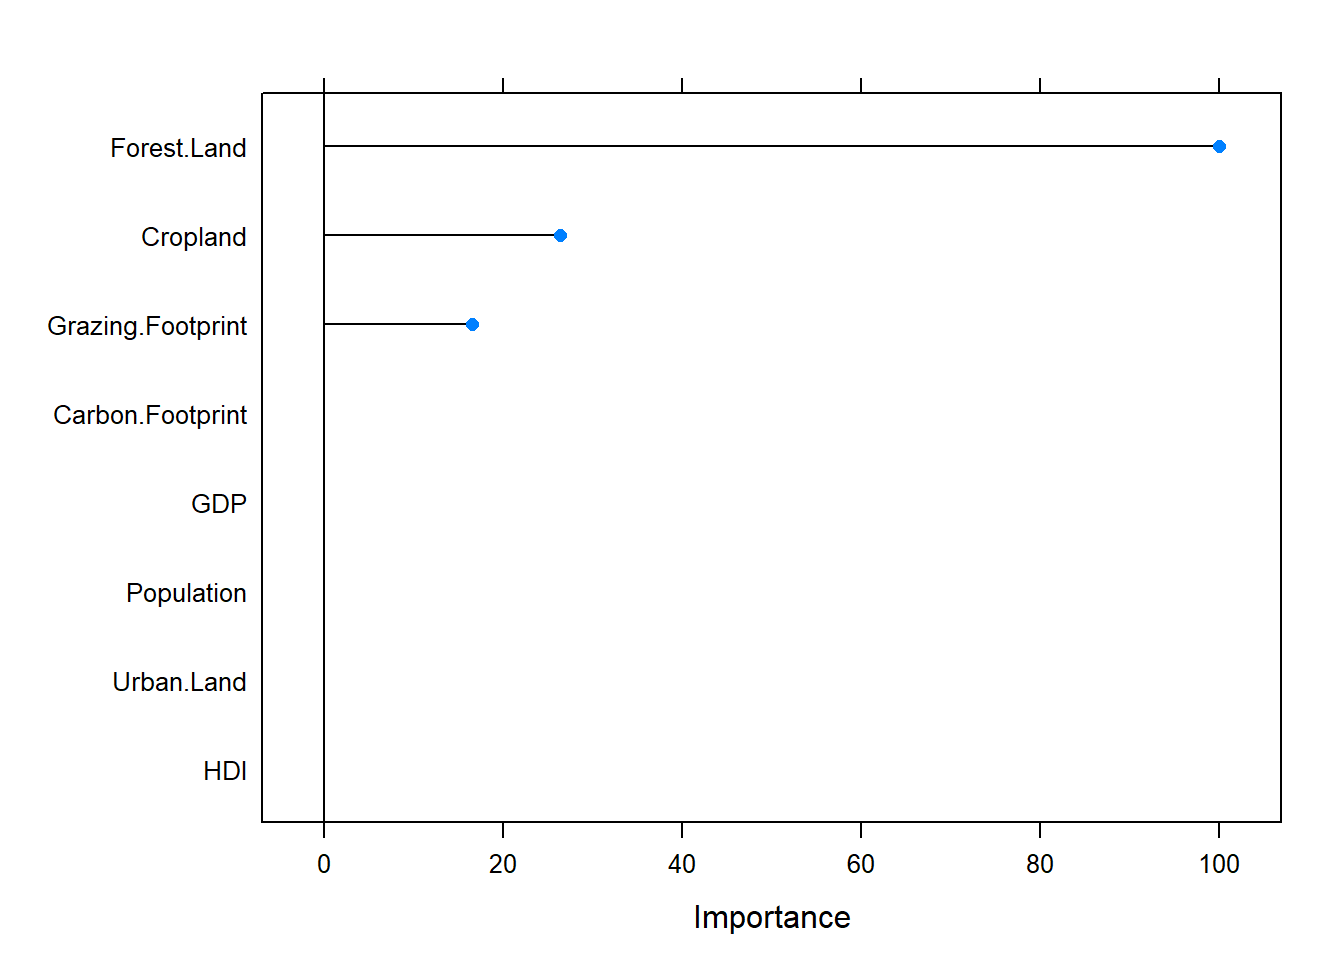 Forest.Land
Cropland
Grazing.Footprint
Carbon.Footprint
GDP
Population
Urban.Land
HDI
0 20 40 60 80 100
Importance